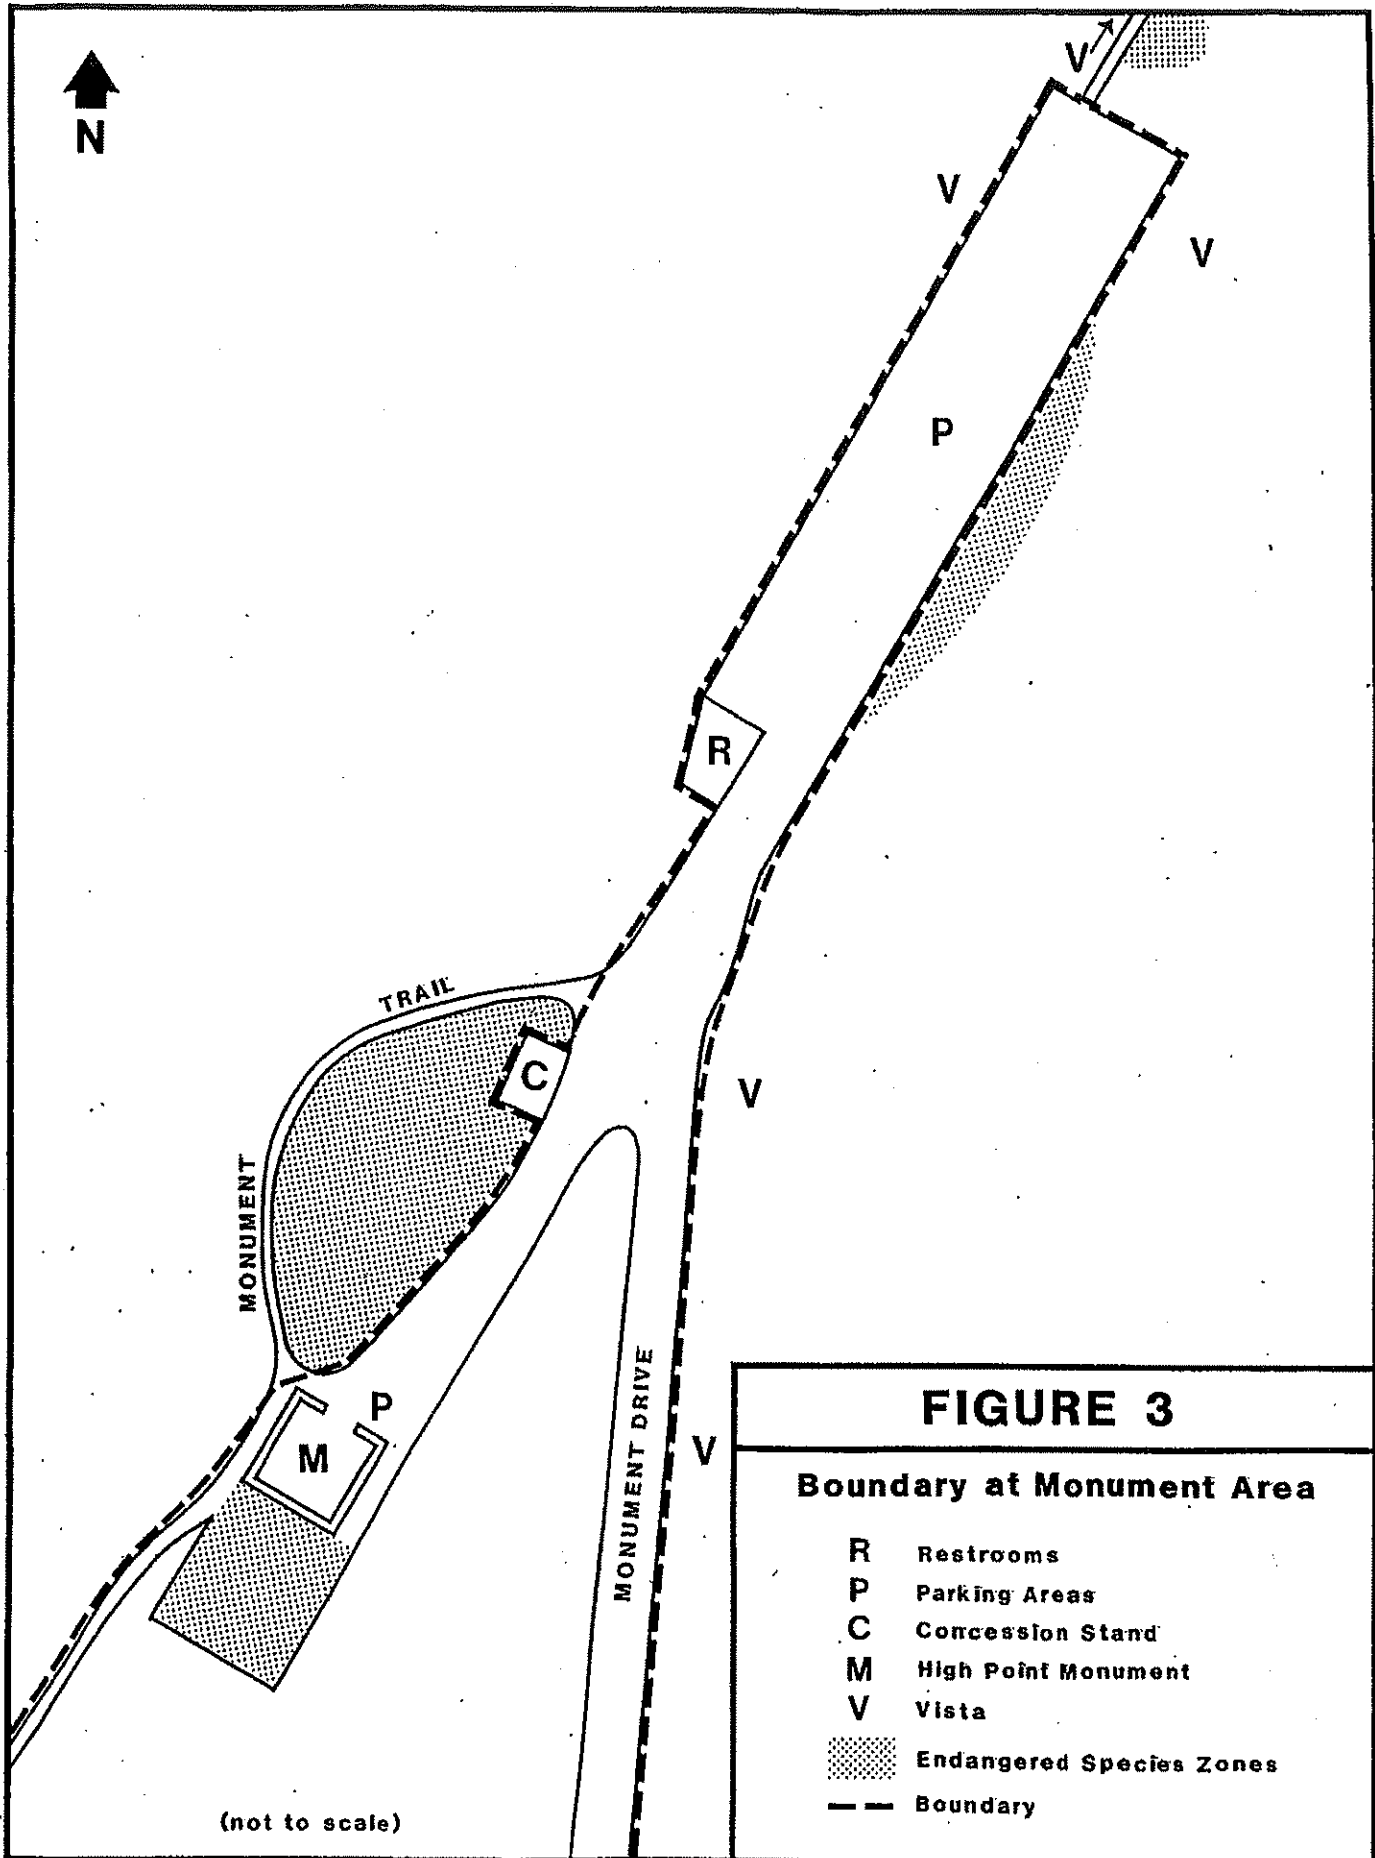 V
N
V
V
P
R
TRAIL
C
V
MONUMENT
P
M
MONUMENT DRIVE
V
FIGURE 3
Boundary at Monument Area
R Restrooms
P Parking Areas
C Concession Stand
M High Point Monument
V Vista
Endangered Species Zones
Boundary
(not to scale)